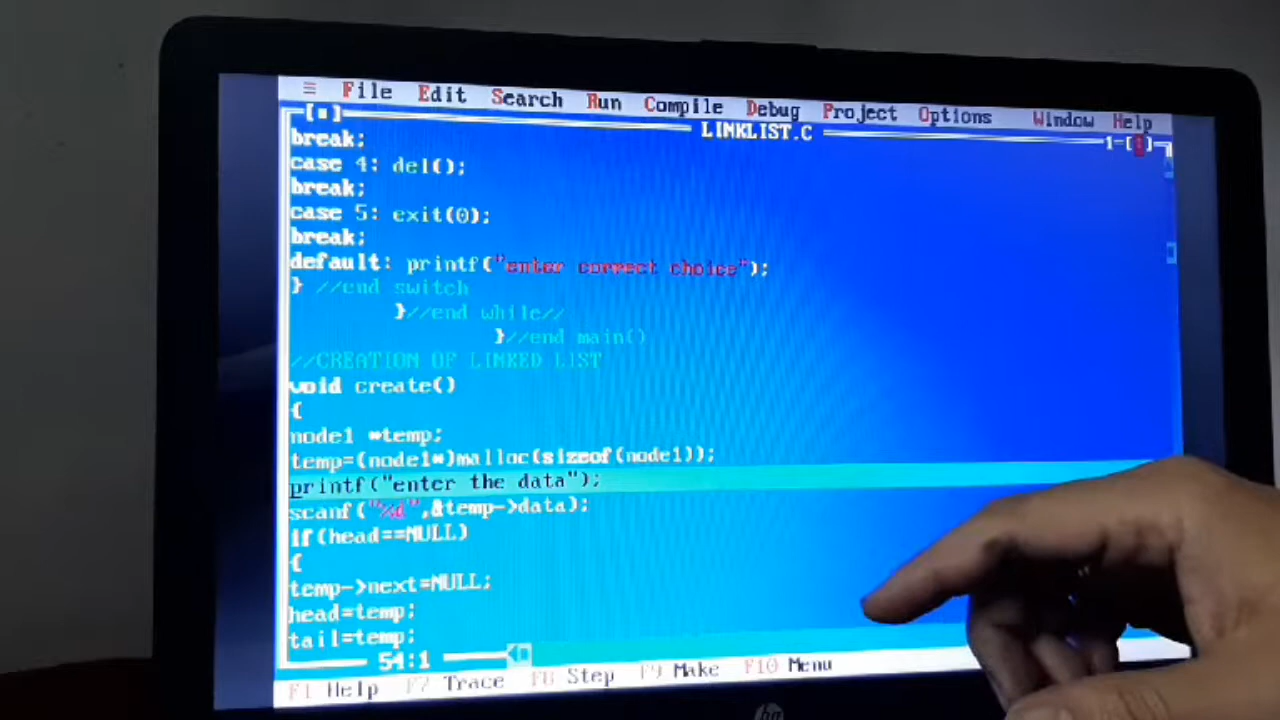 ≡ File Edit Search Run Compile Debug Project Options Window Help
[■] LINKLIST.C 1=[↕]
break;
case 4: del();
break;
case 5: exit(0);
break;
default: printf("enter correct choice");
} //end switch
}//end while//
}//end main()
//CREATION OF LINKED LIST
void create()
{
node1 *temp;
temp=(node1*)malloc(sizeof(node1));
printf("enter the data");
scanf("%d",&temp->data);
if(head==NULL)
{
temp->next=NULL;
head=temp;
tail=temp;
54:1
F1 Help F7 Trace F8 Step F9 Make F10 Menu
hp